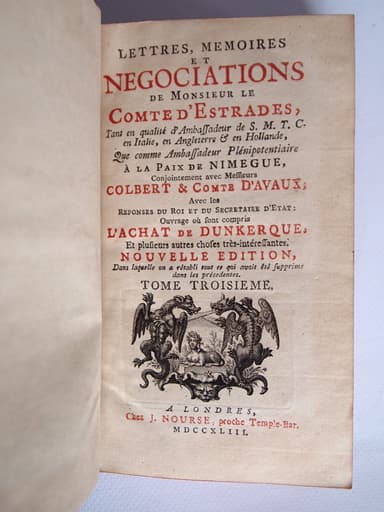 LETTRES, MEMOIRES
ET
NEGOCIATIONS
DE MONSIEUR LE
COMTE D'ESTRADES,
Tant en qualité d'Ambaſſadeur de S. M. T. C.
en Italie, en Angleterre & en Hollande,
Que comme Ambaſſadeur Plénipotentiaire
À LA PAIX DE NIMEGUE,
Conjointement avec Meſſieurs
COLBERT & COMTE D'AVAUX;
Avec les
REPONSES DU ROI ET DU SECRETAIRE D'ETAT:
Ouvrage où ſont compris
L'ACHAT DE DUNKERQUE,
Et pluſieurs autres choſes très-intéreſſantes.
NOUVELLE EDITION,
Dans laquelle on a rétabli tout ce qui avoit été ſupprimé
dans les précedentes.
TOME TROISIEME,
A LONDRES,
Chez J. NOURSE, proche Temple-Bar.
MDCCXLIII.